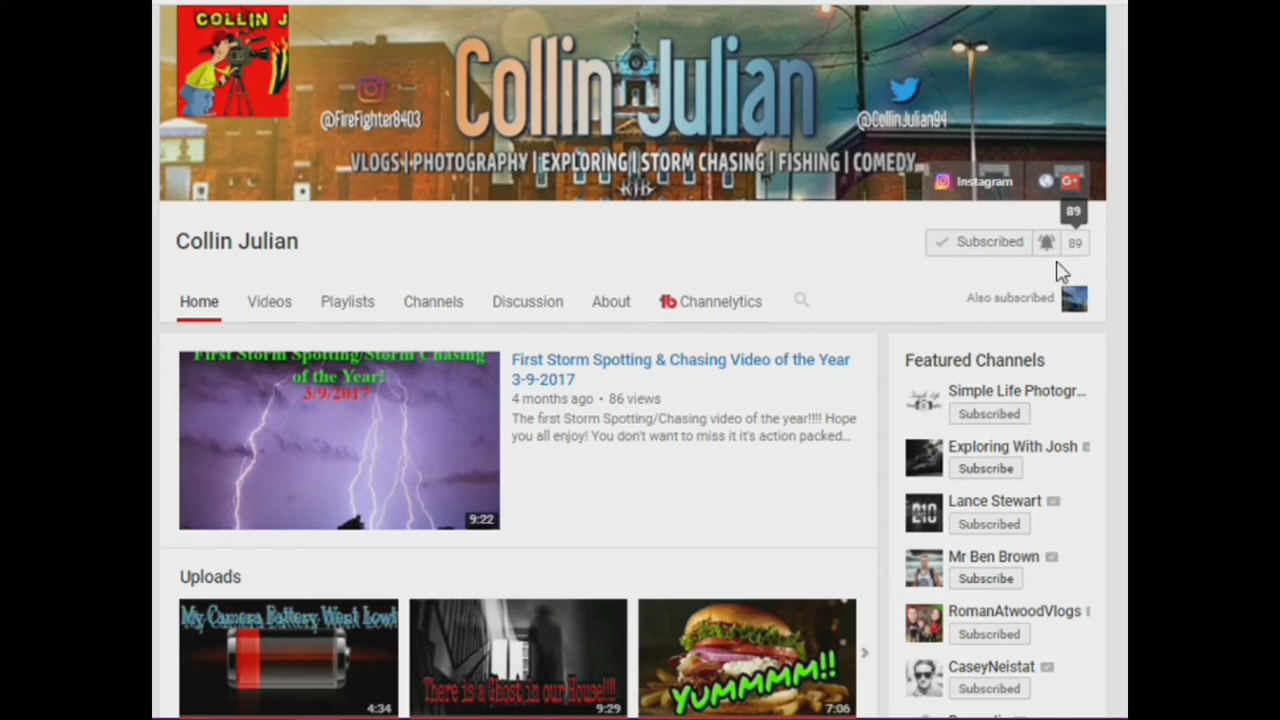 COLLIN J
Collin Julian
@FireFighter8403
@CollinJulian94
...VLOGS | PHOTOGRAPHY | EXPLORING | STORM CHASING | FISHING | COMEDY...
Instagram
G+
89
Collin Julian
Subscribed
89
Home
Videos
Playlists
Channels
Discussion
About
tb Channelytics
Also subscribed
First Storm Spotting/Storm Chasing
of the Year!
3/9/2017
9:22
First Storm Spotting & Chasing Video of the Year
3-9-2017
4 months ago • 86 views
The first Storm Spotting/Chasing video of the year!!!! Hope
you all enjoy! You don't want to miss it it's action packed...
Featured Channels
Simple Life Photogr...
Subscribed
Exploring With Josh
Subscribe
Lance Stewart
Subscribed
210
Mr Ben Brown
Subscribe
RomanAtwoodVlogs
Subscribed
CaseyNeistat
Subscribed
Uploads
My Camera Battery Went Low!
4:34
There is a Ghost in our House!!!!
9:29
YUMMMM!!
7:06